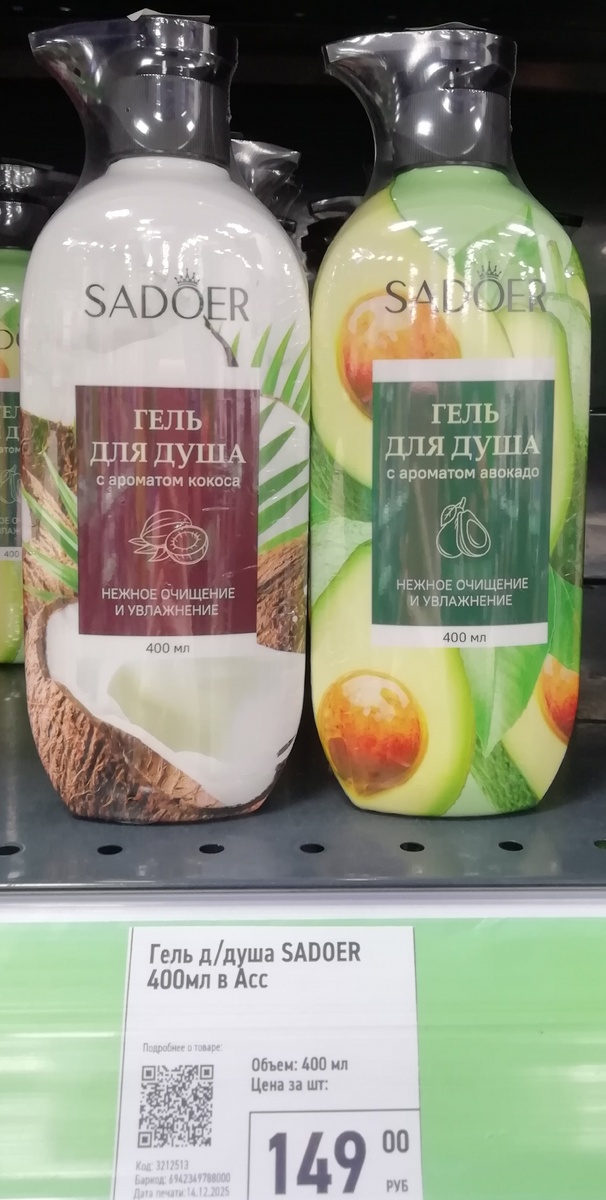 SADOER
ГЕЛЬ
ДЛЯ ДУША
с ароматом кокоса
НЕЖНОЕ ОЧИЩЕНИЕ
И УВЛАЖНЕНИЕ
400 мл
SADOER
ГЕЛЬ
ДЛЯ ДУША
с ароматом авокадо
НЕЖНОЕ ОЧИЩЕНИЕ
И УВЛАЖНЕНИЕ
400 мл
400
Гель д/душа SADOER
400мл в Асс
Подробнее о товаре:
Объем: 400 мл
Цена за шт:
149 00
РУБ
Код: 3212513
Баркод: 6942349788000
Дата печати:14.12.2025